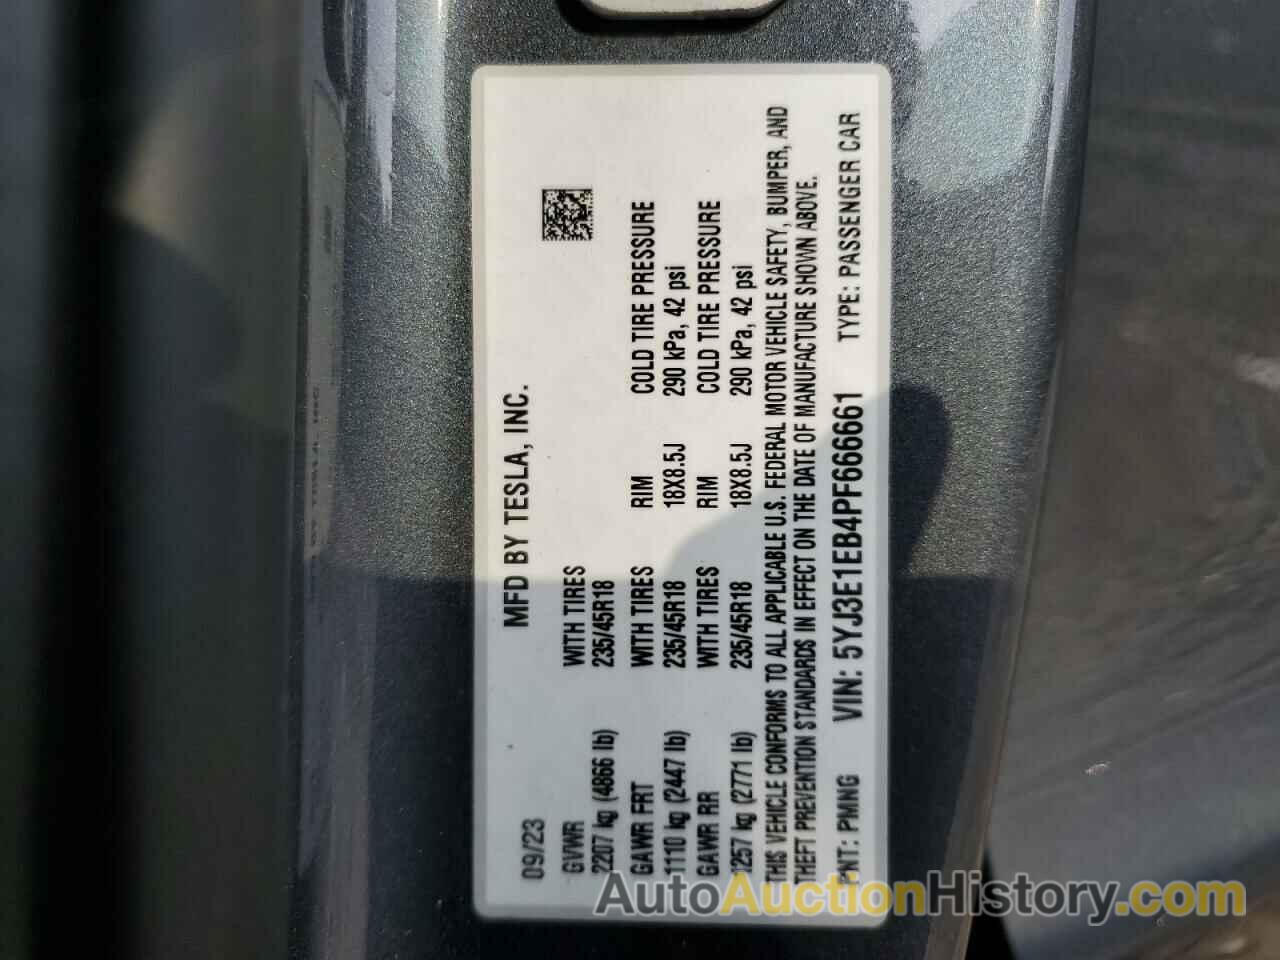 MFD BY TESLA, INC.
09/23
GVWR WITH TIRES
2207 kg (4866 lb) 235/45R18
GAWR FRT WITH TIRES RIM COLD TIRE PRESSURE
1110 kg (2447 lb) 235/45R18 18X8.5J 290 kPa, 42 psi
GAWR RR WITH TIRES RIM COLD TIRE PRESSURE
1257 kg (2771 lb) 235/45R18 18X8.5J 290 kPa, 42 psi
THIS VEHICLE CONFORMS TO ALL APPLICABLE U.S. FEDERAL MOTOR VEHICLE SAFETY, BUMPER, AND
THEFT PREVENTION STANDARDS IN EFFECT ON THE DATE OF MANUFACTURE SHOWN ABOVE.
PNT: PMNG VIN: 5YJ3E1EB4PF666661 TYPE: PASSENGER CAR
AutoAuctionHistory.com